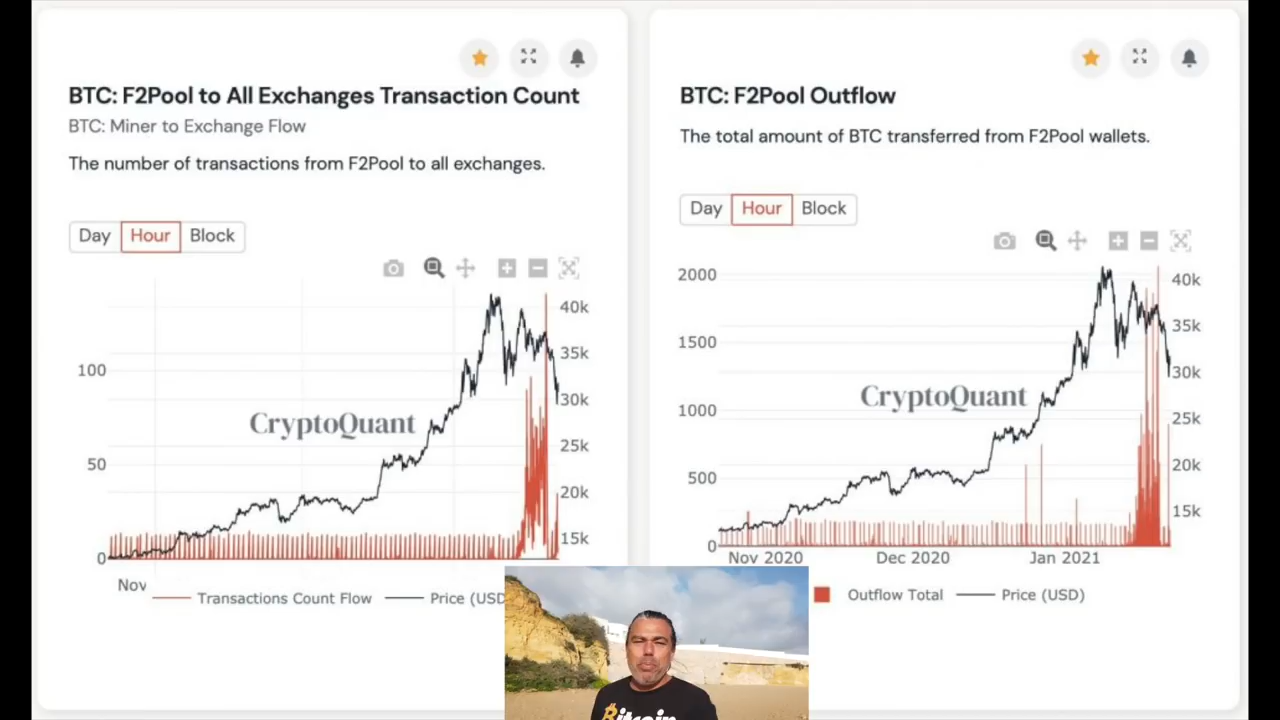 BTC: F2Pool to All Exchanges Transaction Count
BTC: Miner to Exchange Flow
The number of transactions from F2Pool to all exchanges.
Day Hour Block
40k
35k
100
30k
CryptoQuant
25k
50
20k
15k
0
Nov
Transactions Count Flow Price (USD
BTC: F2Pool Outflow
The total amount of BTC transferred from F2Pool wallets.
Day Hour Block
2000
40k
1500
35k
30k
CryptoQuant
1000
25k
500
20k
15k
0
Nov 2020 Dec 2020 Jan 2021
Outflow Total Price (USD)
Bitcoin